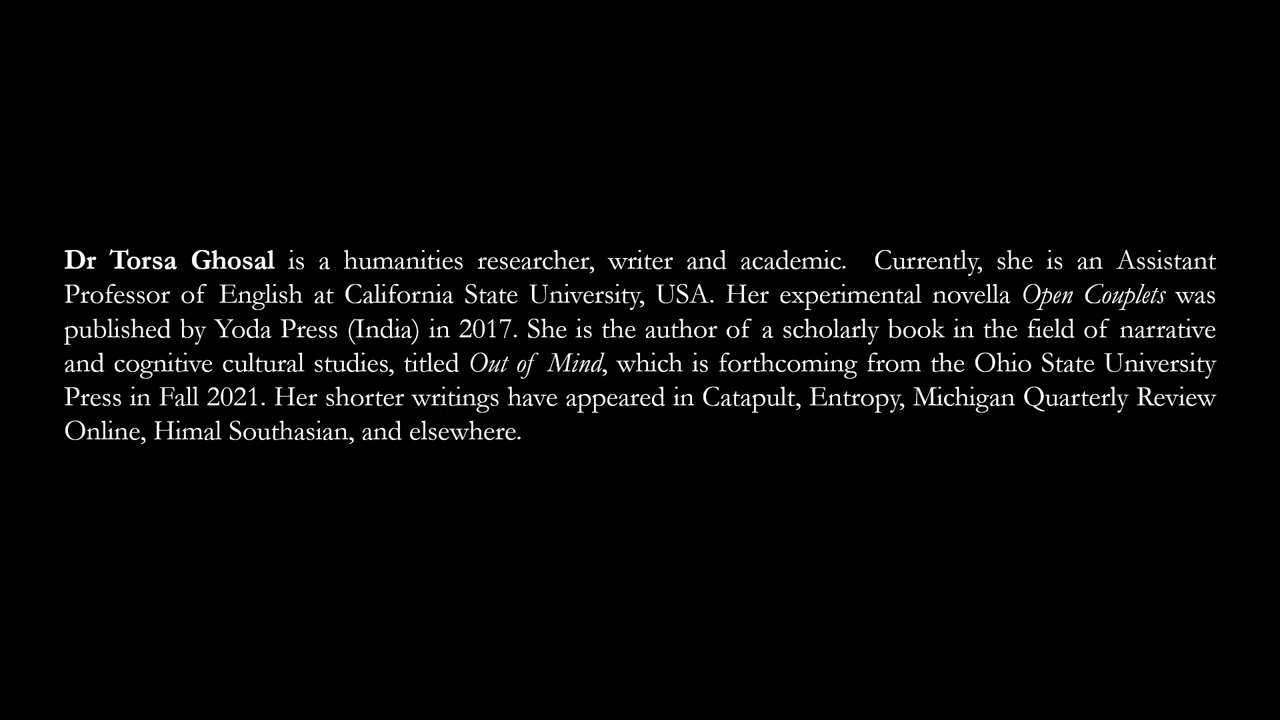 Dr Torsa Ghosal is a humanities researcher, writer and academic.  Currently, she is an Assistant
Professor of English at California State University, USA. Her experimental novella Open Couplets was
published by Yoda Press (India) in 2017. She is the author of a scholarly book in the field of narrative
and cognitive cultural studies, titled Out of Mind, which is forthcoming from the Ohio State University
Press in Fall 2021. Her shorter writings have appeared in Catapult, Entropy, Michigan Quarterly Review
Online, Himal Southasian, and elsewhere.